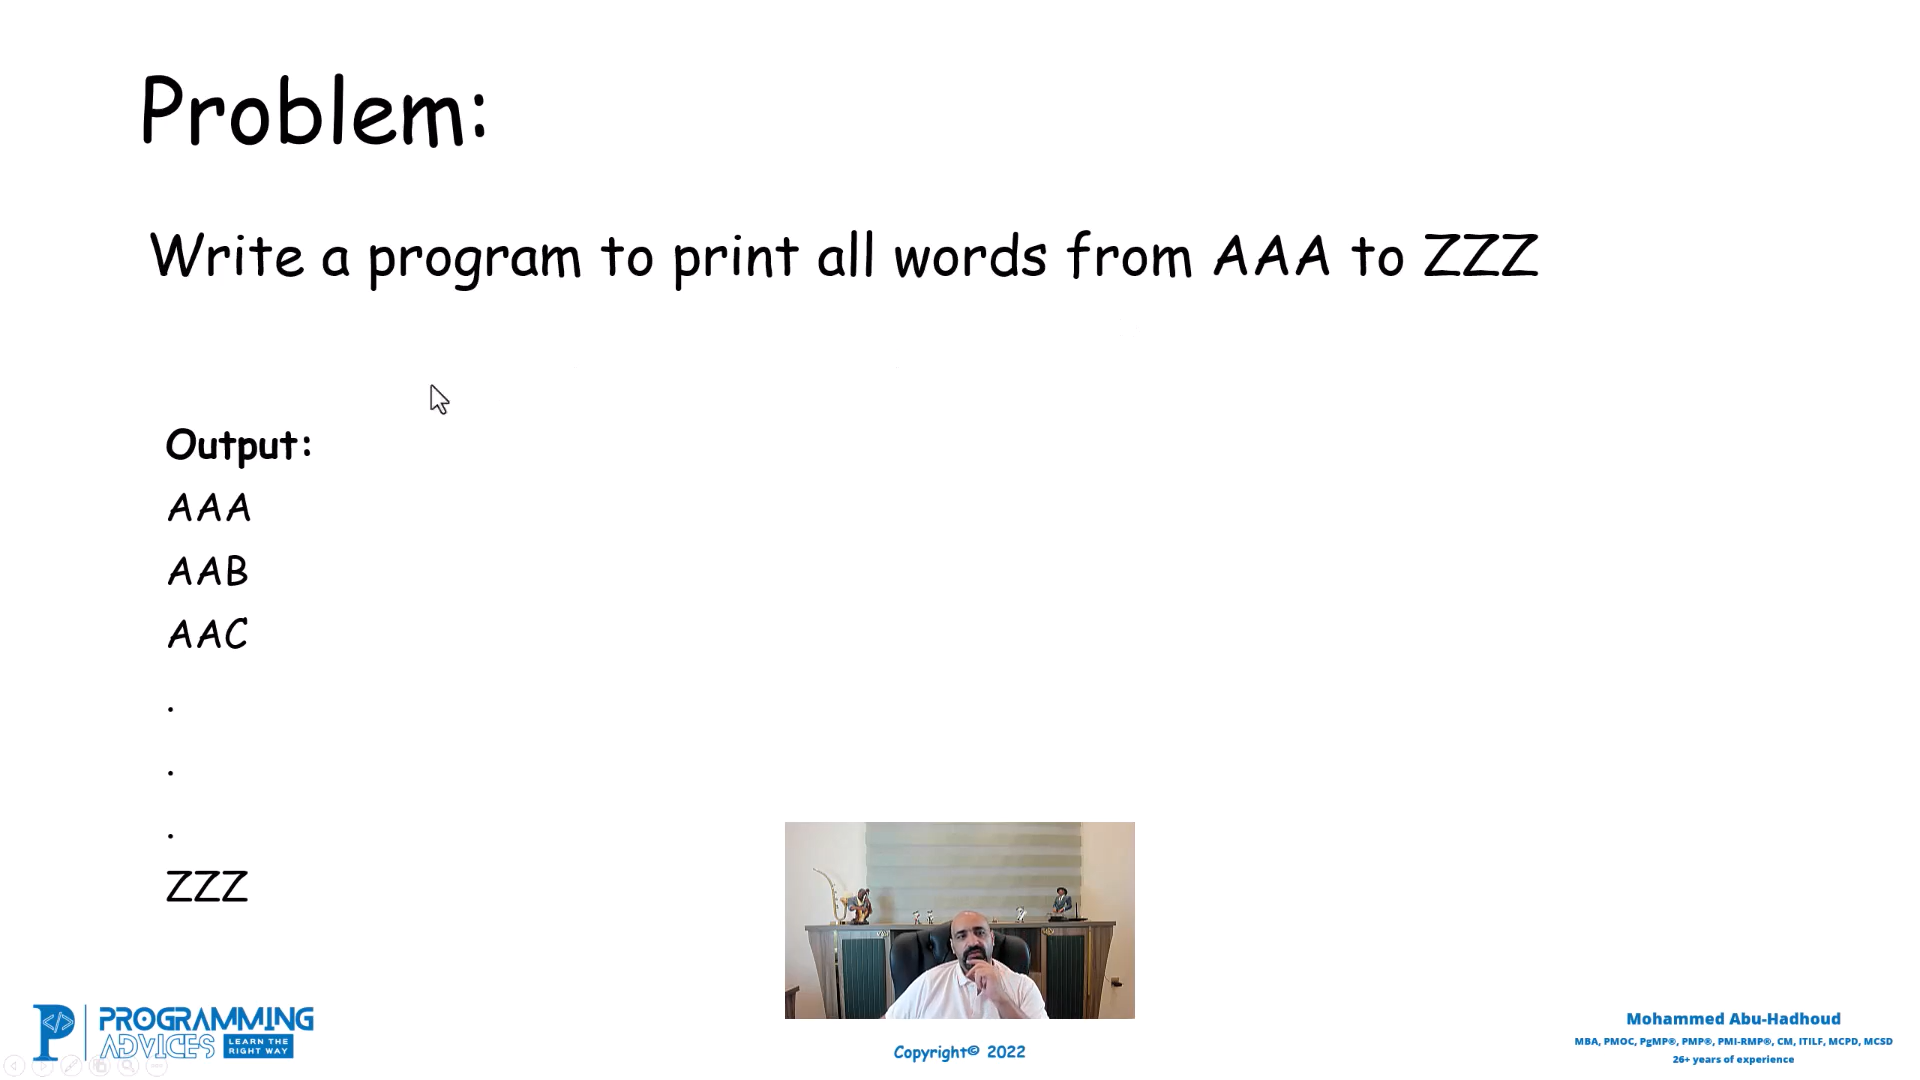 Problem:
Write a program to print all words from AAA to ZZZ
Output:
AAA
AAB
AAC
.
.
.
ZZZ
P </> PROGRAMMING
ADVICES LEARN THE
RIGHT WAY
Copyright© 2022
Mohammed Abu-Hadhoud
MBA, PMOC, PgMP®, PMP®, PMI-RMP®, CM, ITILF, MCPD, MCSD
26+ years of experience